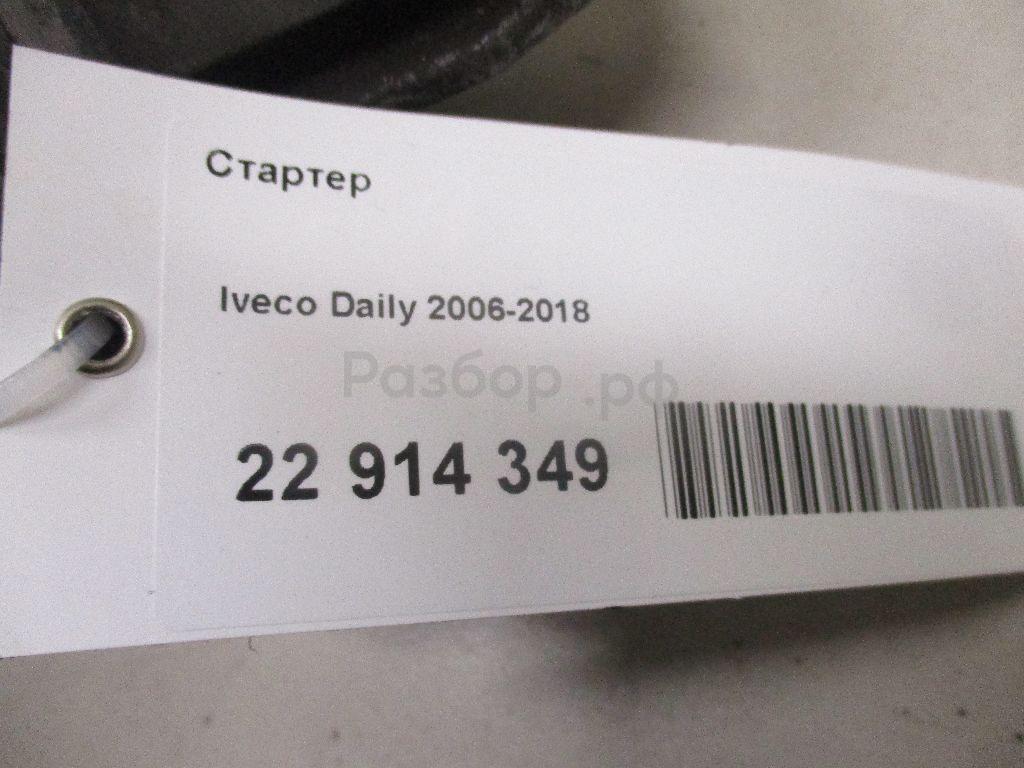 Стартер
Iveco Daily 2006-2018
Разбор.рф
22 914 349